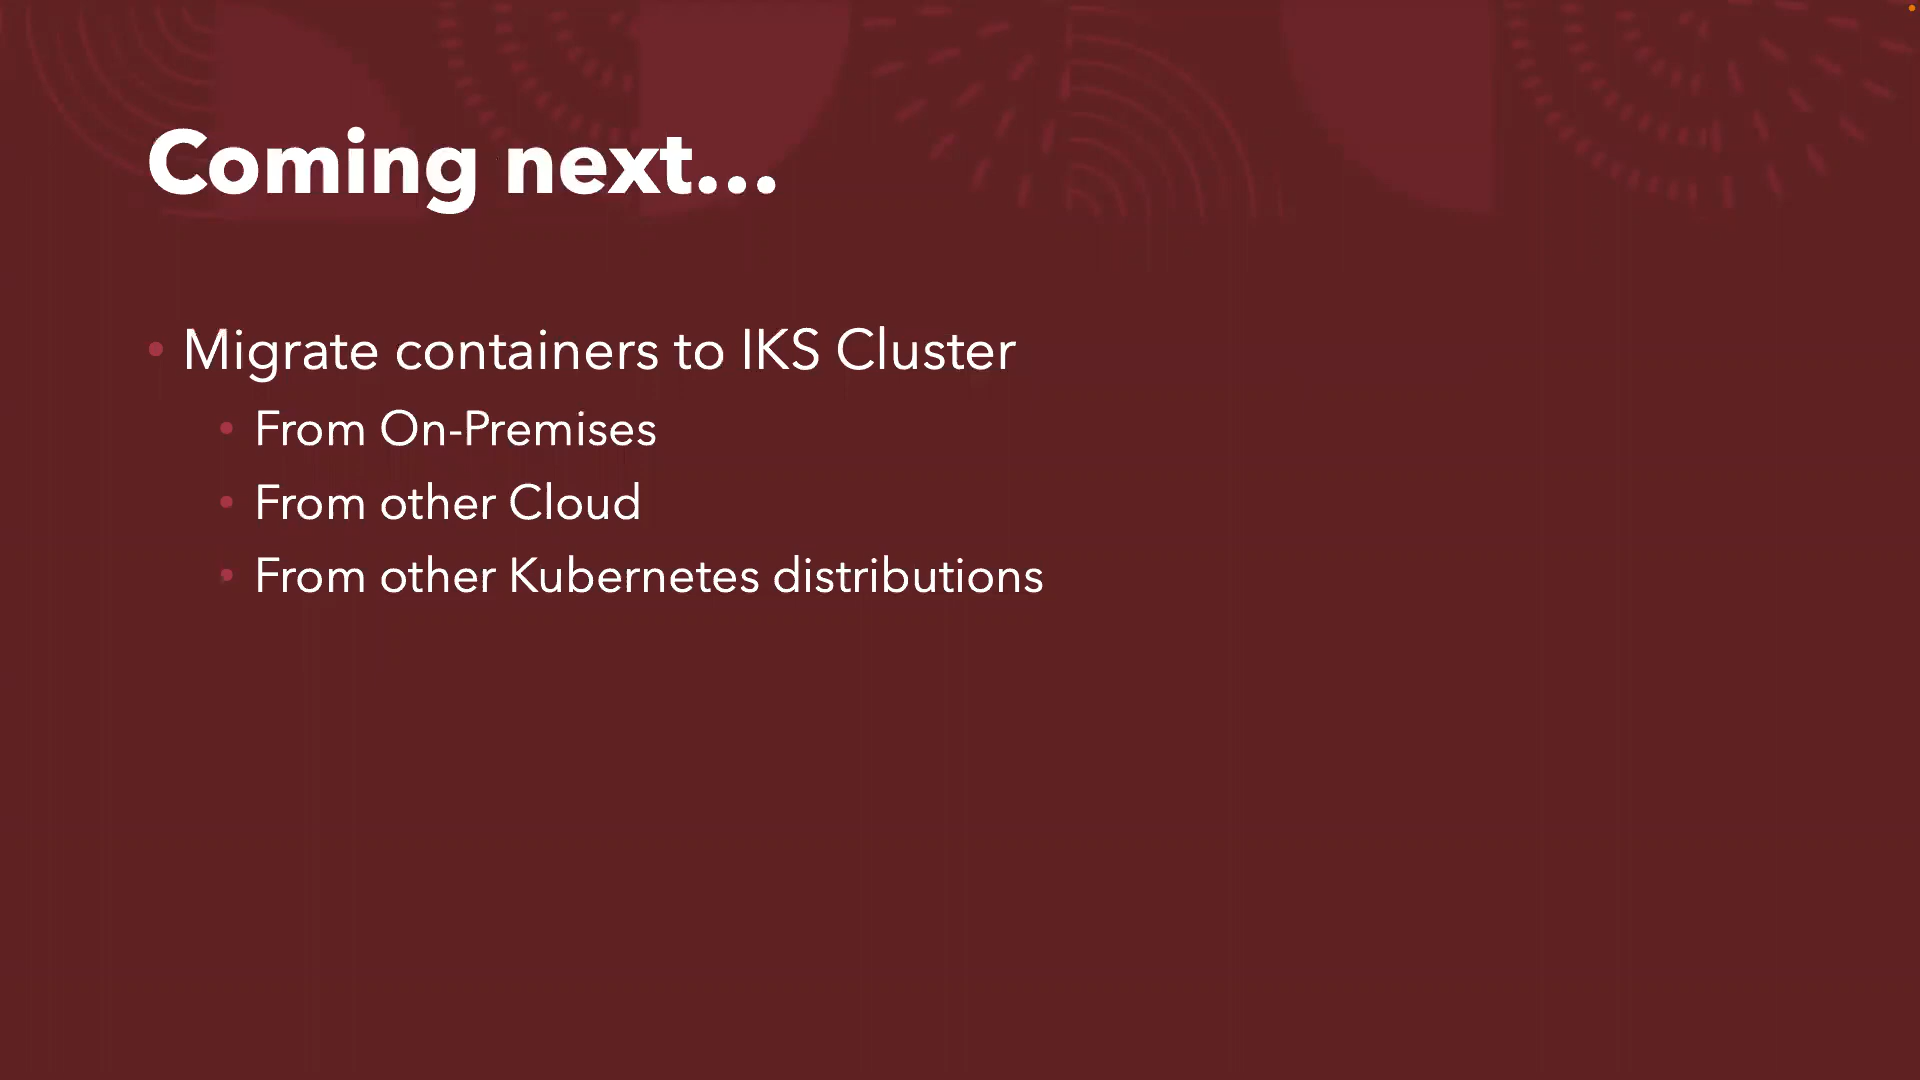 Coming next...
• Migrate containers to IKS Cluster
• From On-Premises
• From other Cloud
• From other Kubernetes distributions